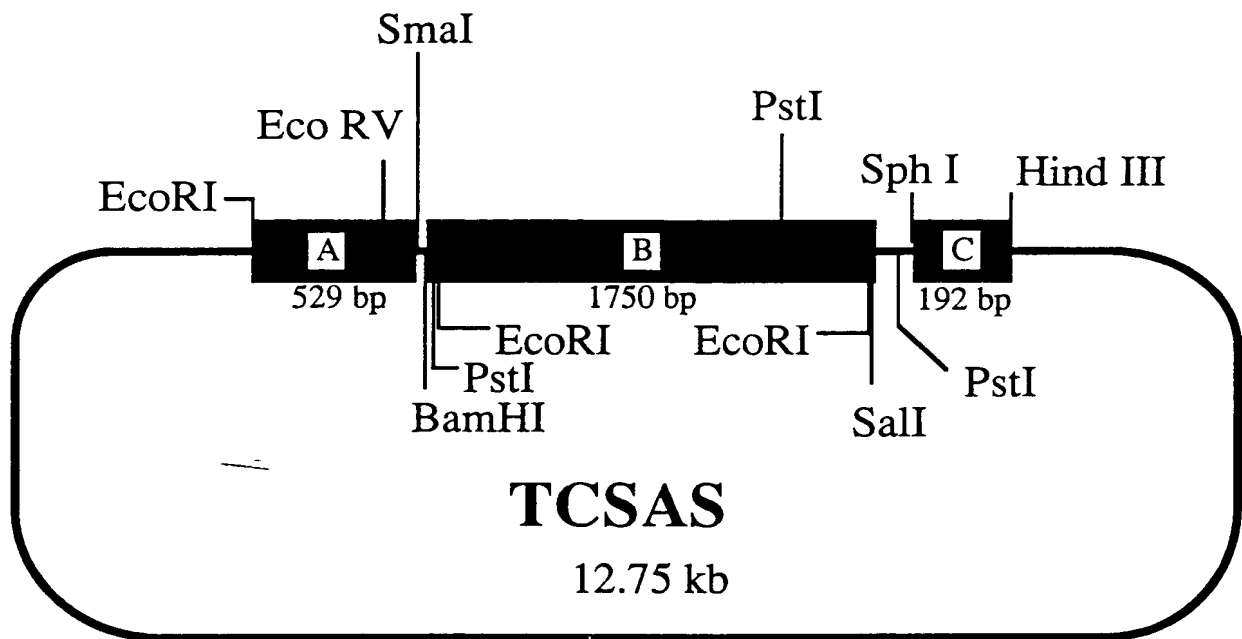 SmaI
Eco RV
PstI
EcoRI
Sph I
Hind III
A
B
C
529 bp
1750 bp
192 bp
EcoRI
EcoRI
PstI
PstI
BamHI
SalI
TCSAS
12.75 kb